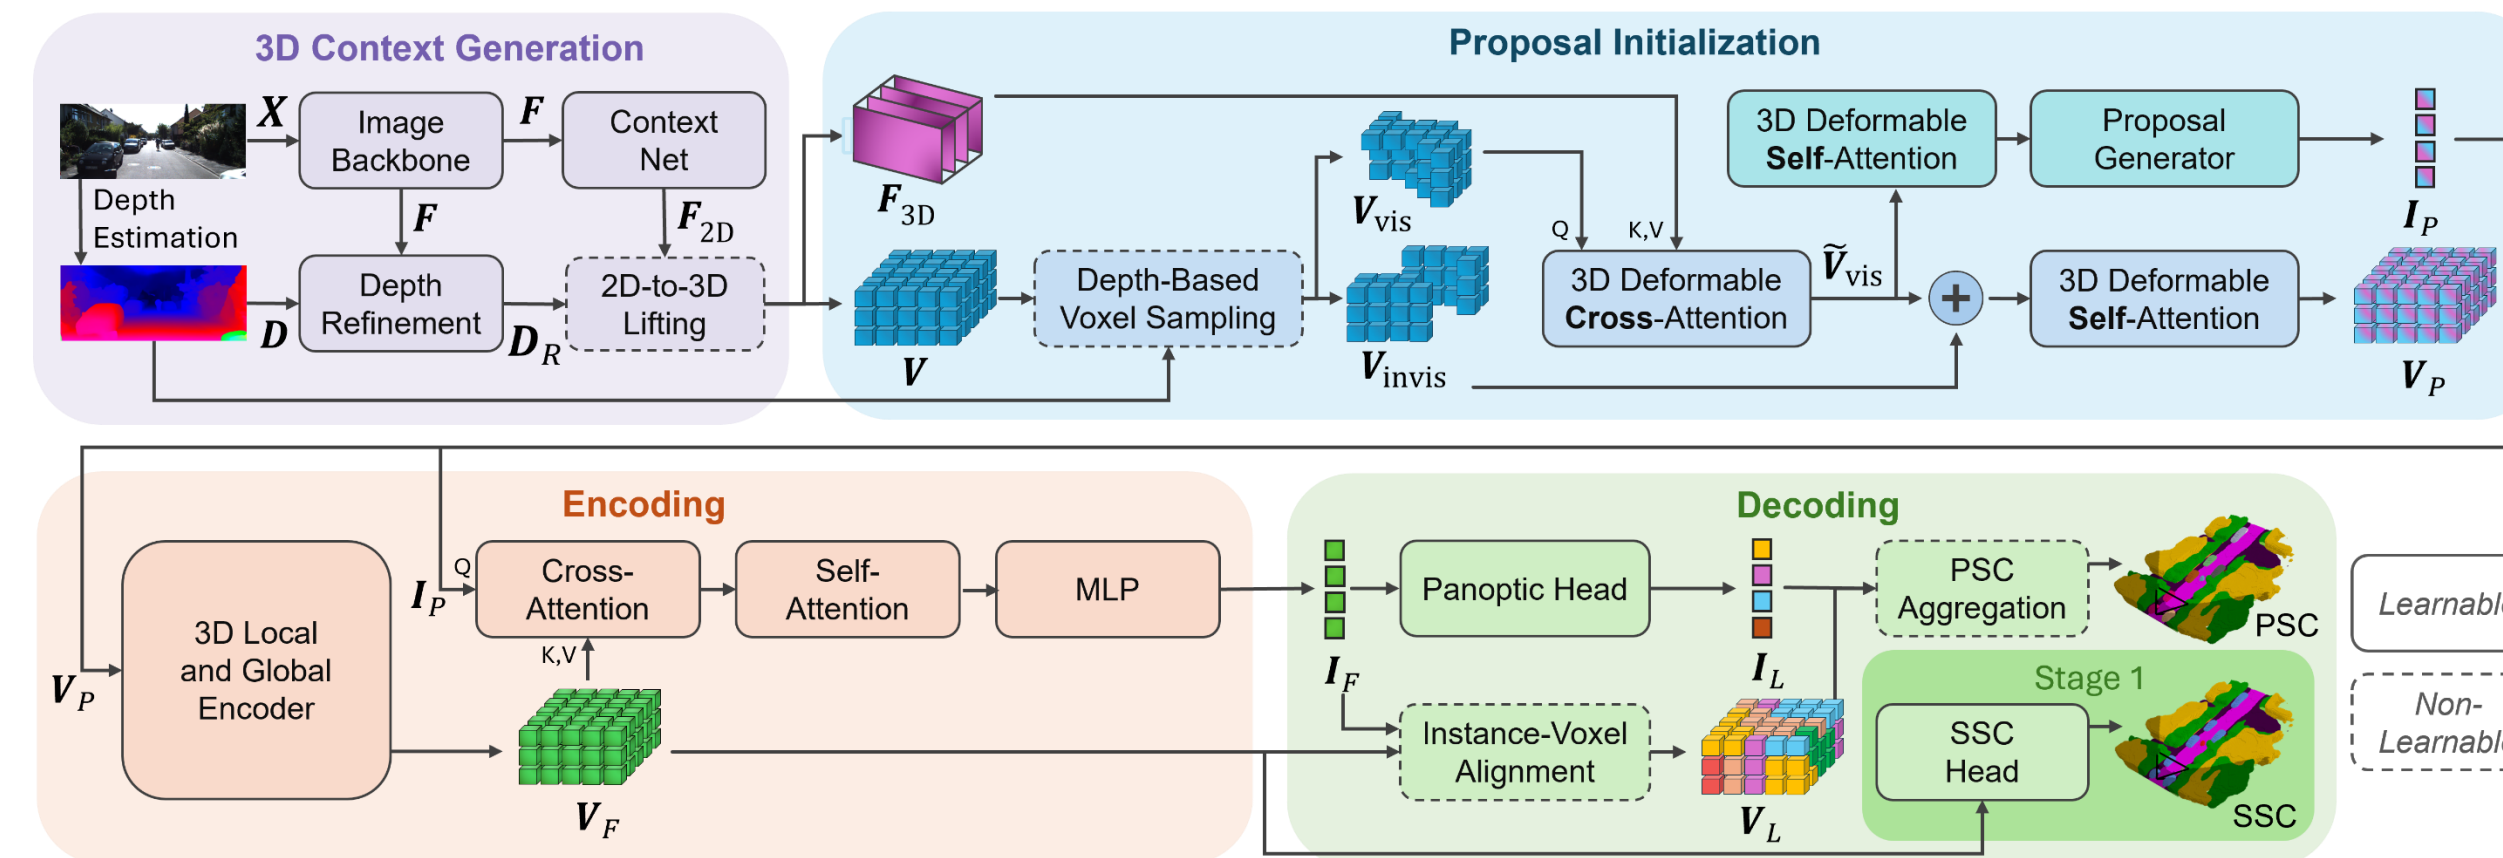 3D Context Generation
Proposal Initialization
X
Image
Backbone
F
Context
Net
Depth
Estimation
F
F2D
D
Depth
Refinement
DR
2D-to-3D
Lifting
F3D
V
Depth-Based
Voxel Sampling
Vvis
Vinvis
Q
K,V
3D Deformable
Cross-Attention
Ṽvis
3D Deformable
Self-Attention
Proposal
Generator
IP
+
3D Deformable
Self-Attention
VP
Encoding
VP
3D Local
and Global
Encoder
IP
Q
Cross-
Attention
K,V
Self-
Attention
MLP
VF
Decoding
IF
Panoptic Head
IL
PSC
Aggregation
PSC
Instance-Voxel
Alignment
VL
Stage 1
SSC
Head
SSC
Learnable
Non-
Learnable